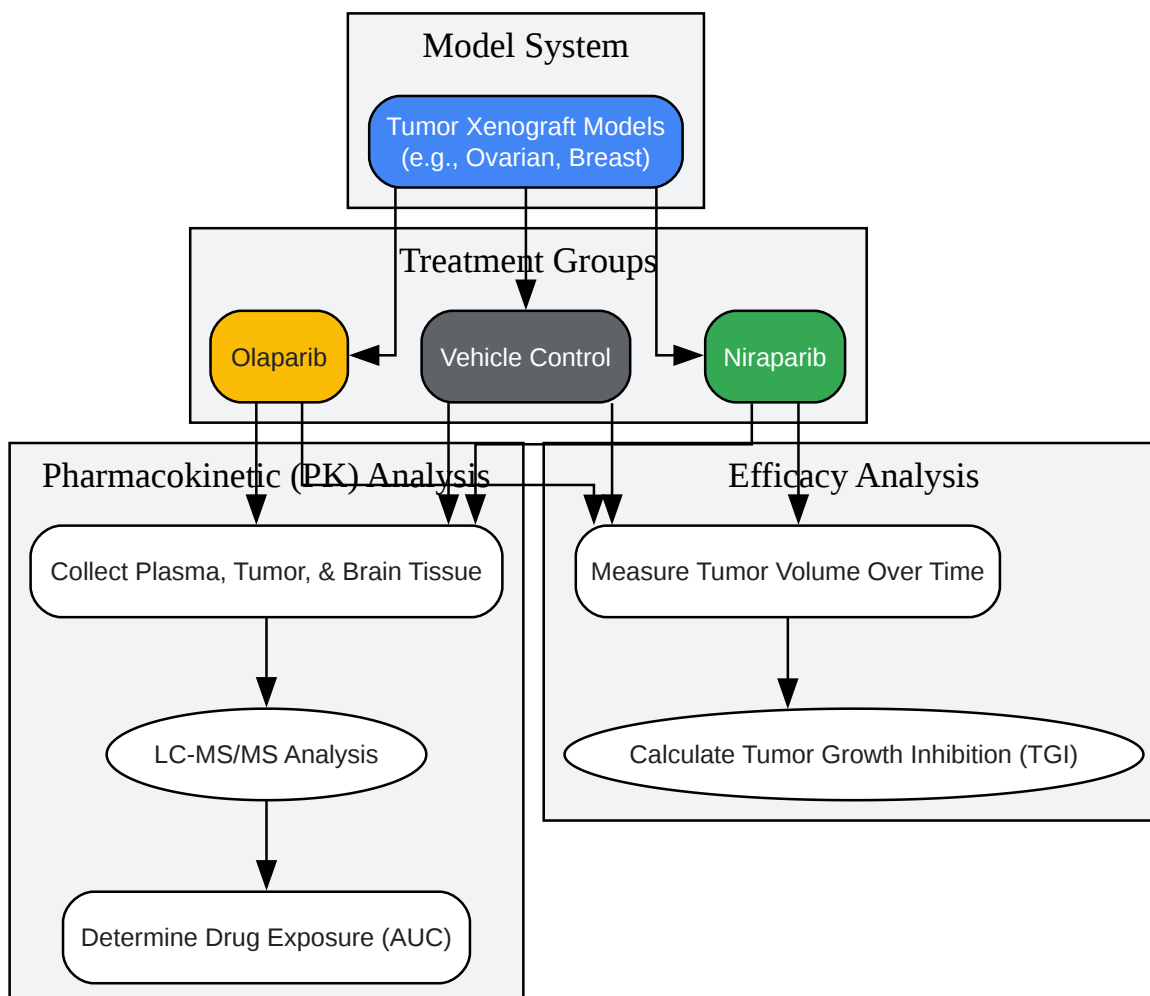 Model System
Tumor Xenograft Models
(e.g., Ovarian, Breast)
Treatment Groups
Olaparib
Vehicle Control
Niraparib
Pharmacokinetic (PK) Analysis
Efficacy Analysis
Collect Plasma, Tumor, & Brain Tissue
Measure Tumor Volume Over Time
LC-MS/MS Analysis
Calculate Tumor Growth Inhibition (TGI)
Determine Drug Exposure (AUC)